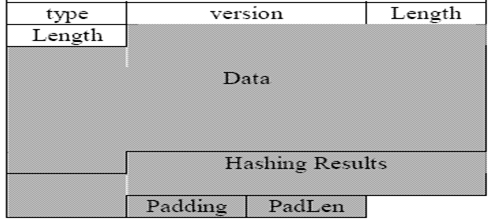 type version Length
Length
Data
Hashing Results
Padding PadLen